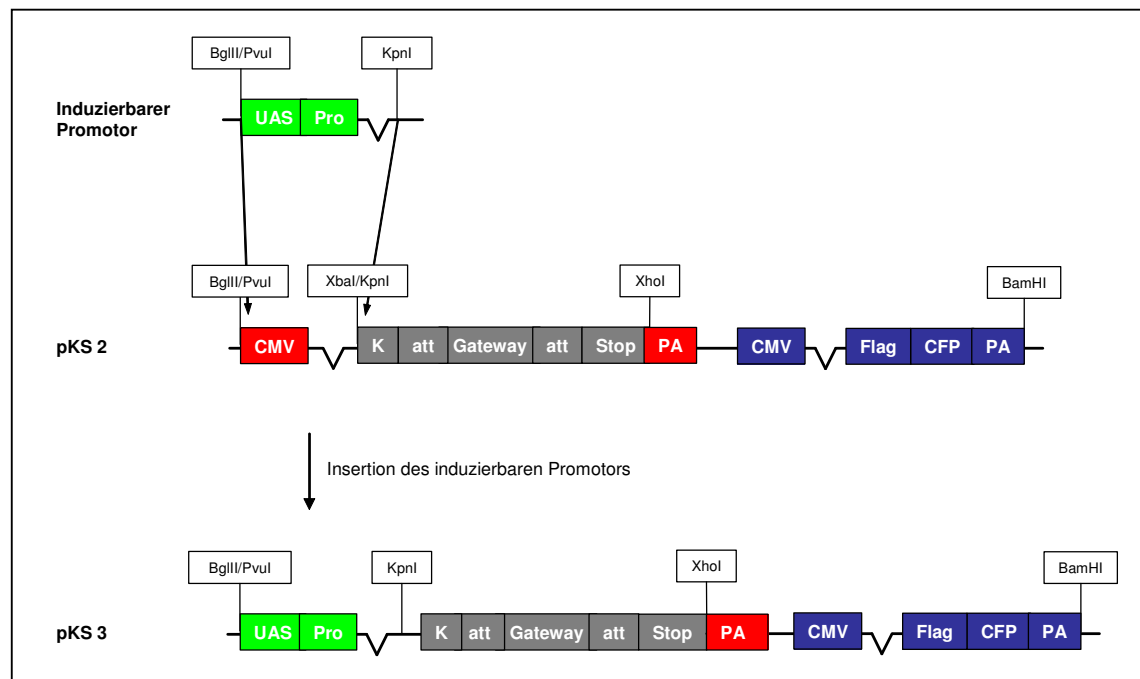 BglII/PvuI KpnI
Induzierbarer
Promotor
UAS Pro
BglII/PvuI XbaI/KpnI XhoI BamHI
pKS 2 CMV K att Gateway att Stop PA CMV Flag CFP PA
Insertion des induzierbaren Promotors
BglII/PvuI KpnI XhoI BamHI
pKS 3 UAS Pro K att Gateway att Stop PA CMV Flag CFP PA